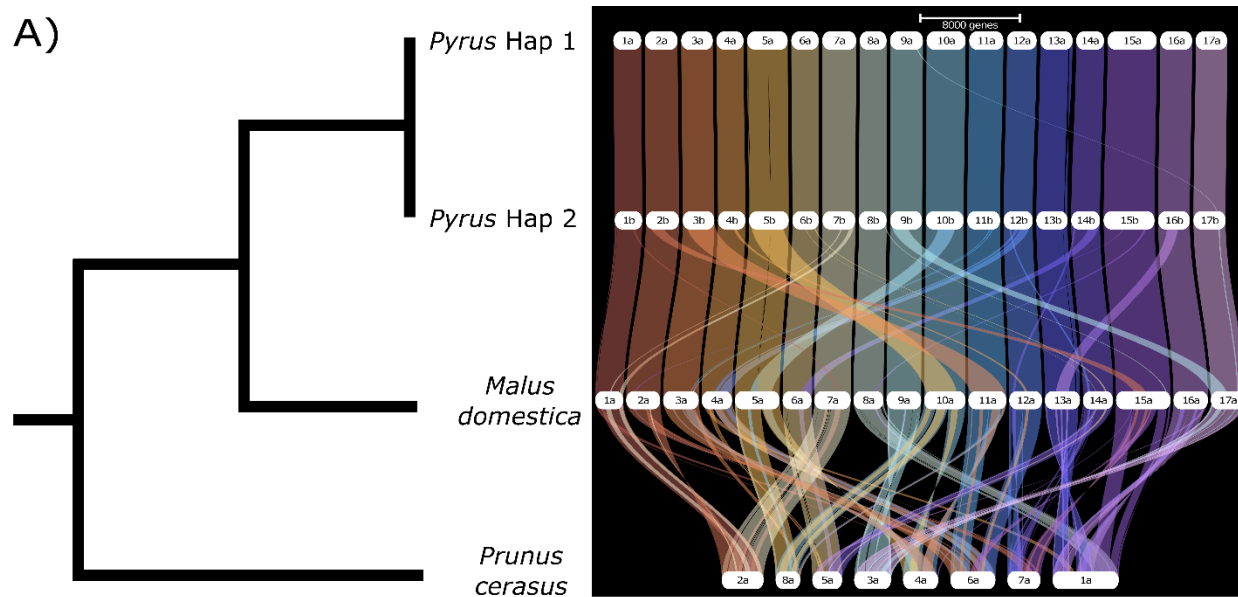 A)
Pyrus Hap 1
Pyrus Hap 2
Malus
domestica
Prunus
cerasus
8000 genes
1a 2a 3a 4a 5a 6a 7a 8a 9a 10a 11a 12a 13a 14a 15a 16a 17a
1b 2b 3b 4b 5b 6b 7b 8b 9b 10b 11b 12b 13b 14b 15b 16b 17b
1a 2a 3a 4a 5a 6a 7a 8a 9a 10a 11a 12a 13a 14a 15a 16a 17a
2a 8a 5a 3a 4a 6a 7a 1a